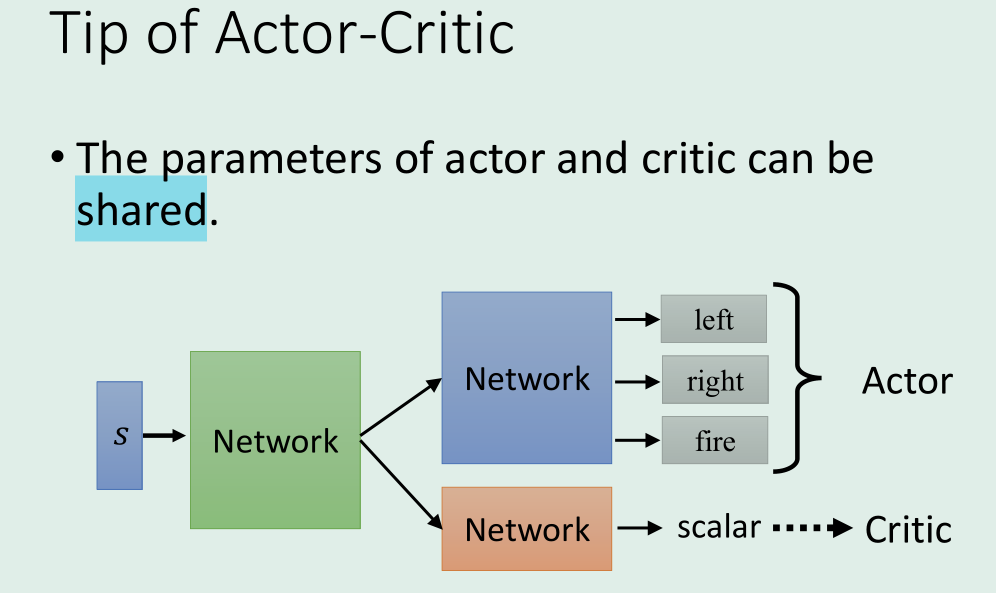 Tip of Actor-Critic
• The parameters of actor and critic can be
shared.
s
Network
Network
left
right
fire
Actor
Network
scalar
Critic